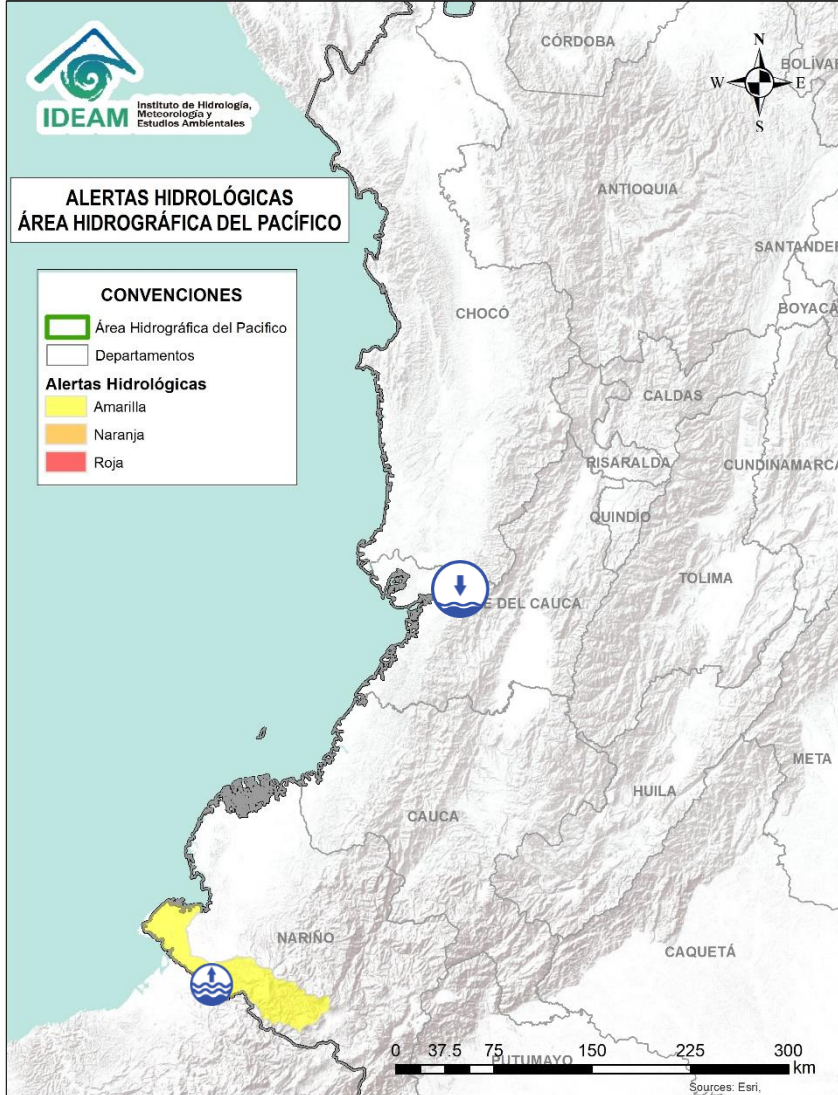 IDEAM
Instituto de Hidrología,
Meteorología y
Estudios Ambientales
ALERTAS HIDROLÓGICAS
ÁREA HIDROGRÁFICA DEL PACÍFICO
CONVENCIONES
Área Hidrográfica del Pacifico
Departamentos
Alertas Hidrológicas
Amarilla
Naranja
Roja
N
W E
S
CÓRDOBA
BOLÍVAR
ANTIOQUIA
SANTANDER
BOYACÁ
CHOCÓ
CALDAS
RISARALDA
CUNDINAMARCA
QUINDÍO
TOLIMA
E DEL CAUCA
META
HUILA
CAUCA
NARIÑO
CAQUETÁ
PUTUMAYO
0 37.5 75 150 225 300
km
Sources: Esri,